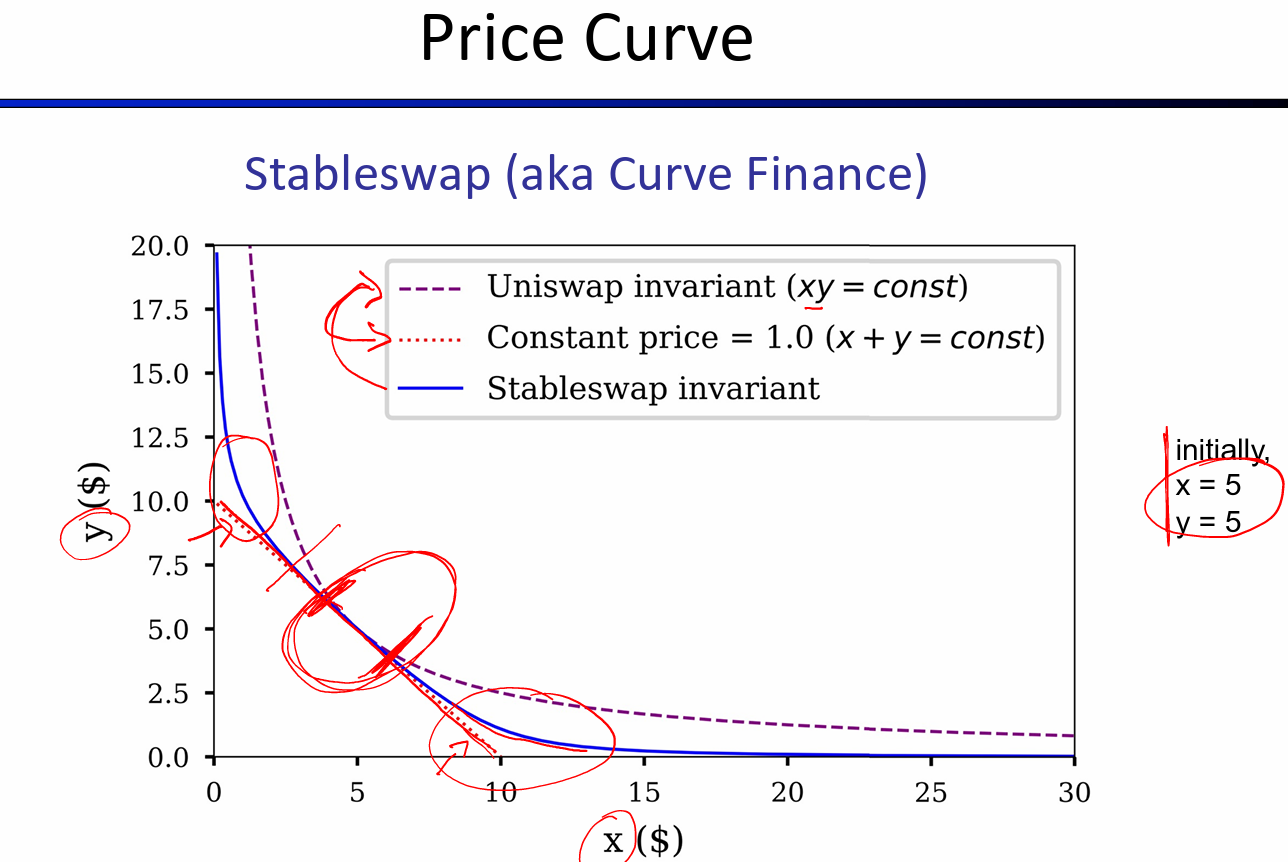 Price Curve
Stableswap (aka Curve Finance)
20.0
17.5
15.0
12.5
10.0
7.5
5.0
2.5
0.0
y ($)
Uniswap invariant (xy = const)
Constant price = 1.0 (x + y = const)
Stableswap invariant
0 5 10 15 20 25 30
x ($)
initially,
x = 5
y = 5